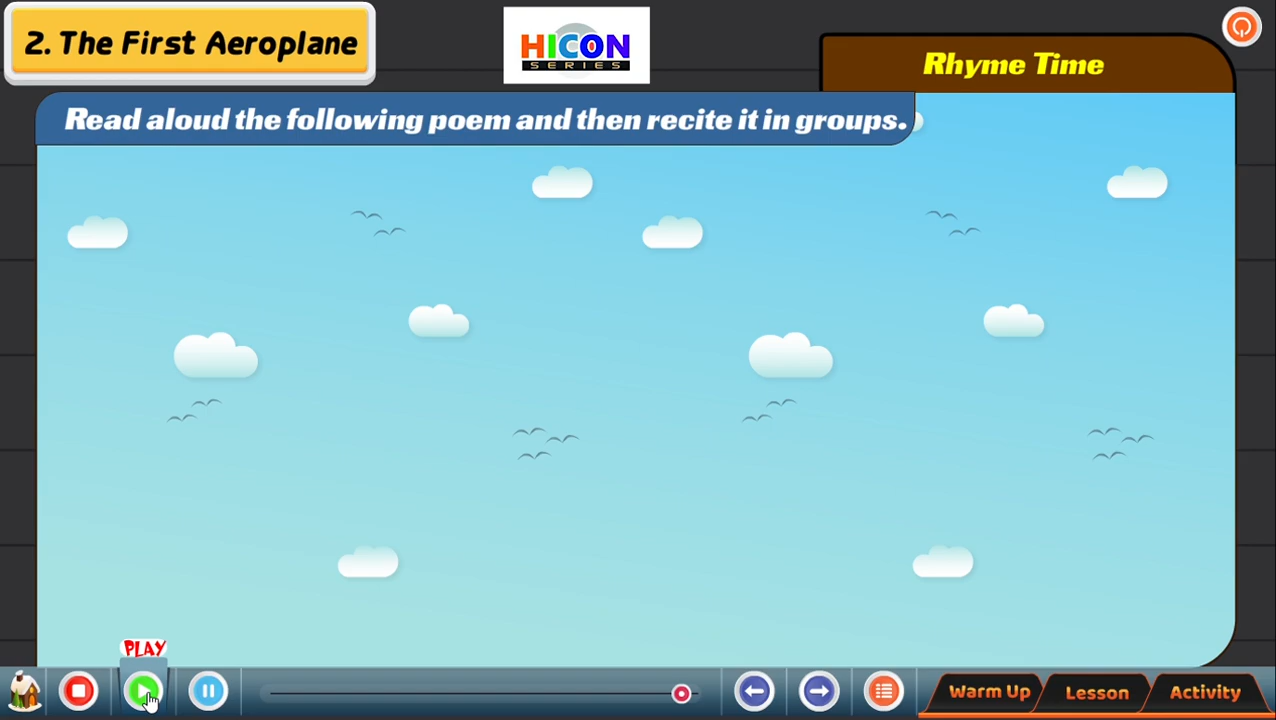 2. The First Aeroplane
HICON
SERIES
Rhyme Time
Read aloud the following poem and then recite it in groups.
PLAY
Warm Up
Lesson
Activity